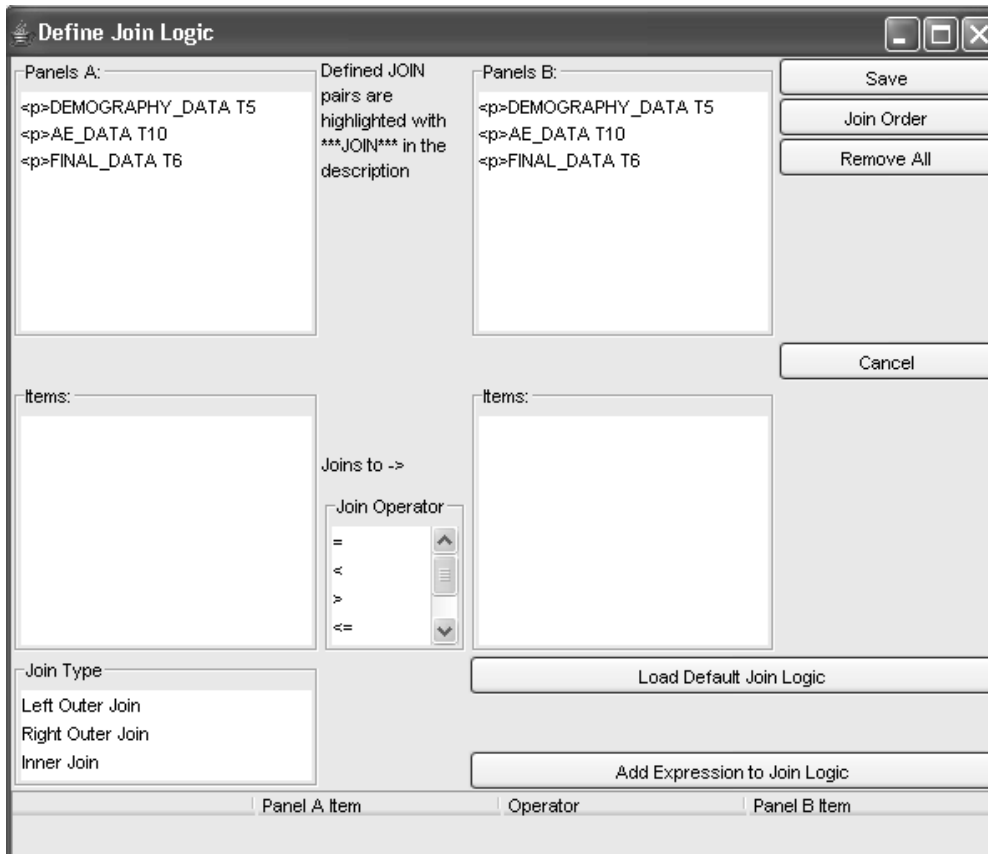 Define Join Logic
Panels A:
<p>DEMOGRAPHY_DATA T5
<p>AE_DATA T10
<p>FINAL_DATA T6
Defined JOIN
pairs are
highlighted with
***JOIN*** in the
description
Panels B:
<p>DEMOGRAPHY_DATA T5
<p>AE_DATA T10
<p>FINAL_DATA T6
Save
Join Order
Remove All
Cancel
Items:
Joins to ->
Join Operator
=
<
>
<=
Items:
Join Type
Left Outer Join
Right Outer Join
Inner Join
Load Default Join Logic
Add Expression to Join Logic
Panel A Item Operator Panel B Item